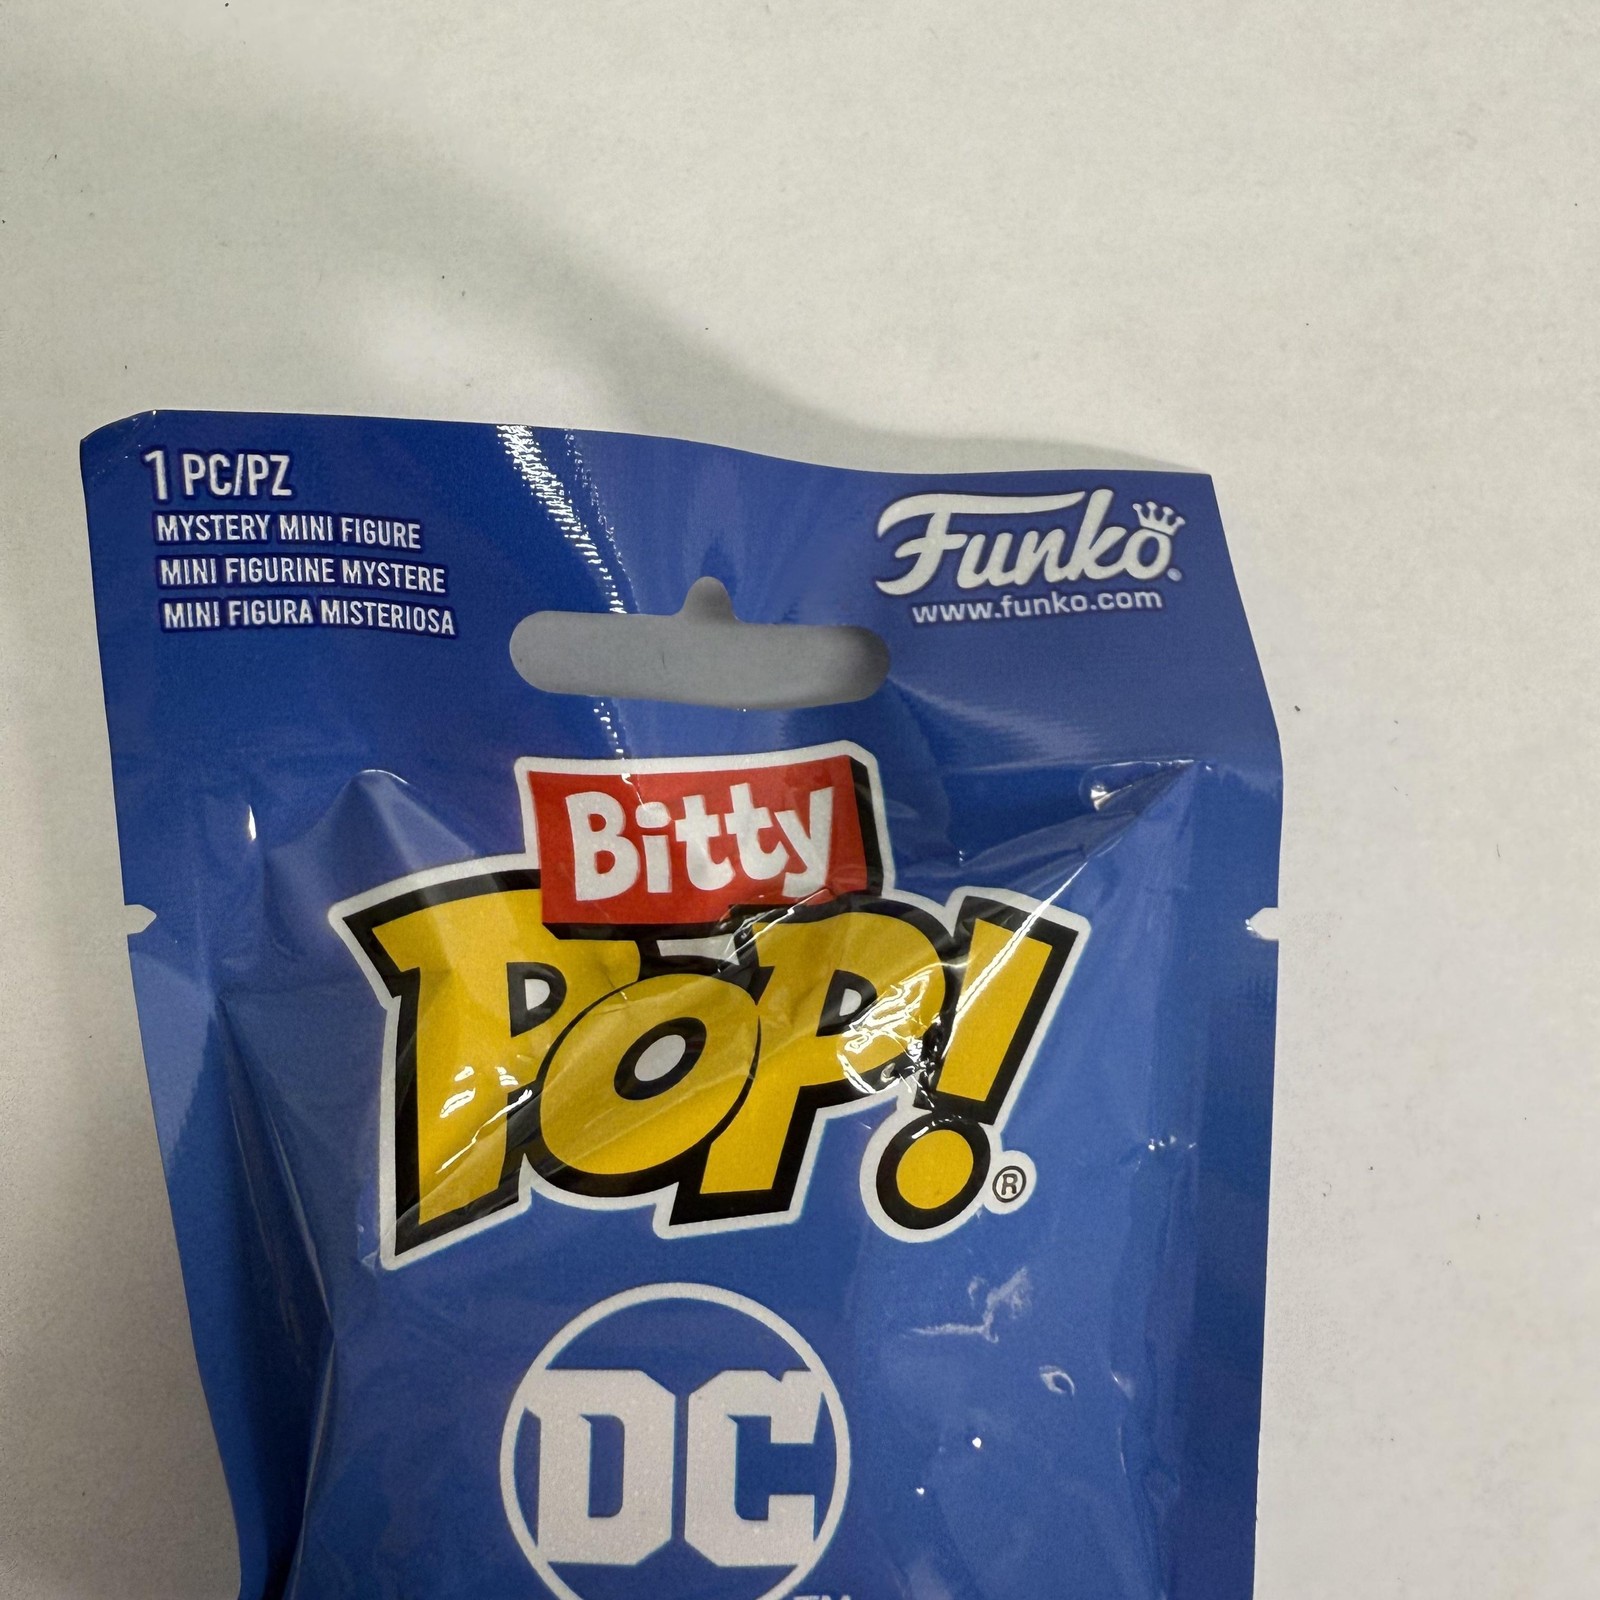 1 PC/PZ
MYSTERY MINI FIGURE
MINI FIGURINE MYSTERE
MINI FIGURA MISTERIOSA
Funko®
www.funko.com
Bitty
POP!®
DC
TM